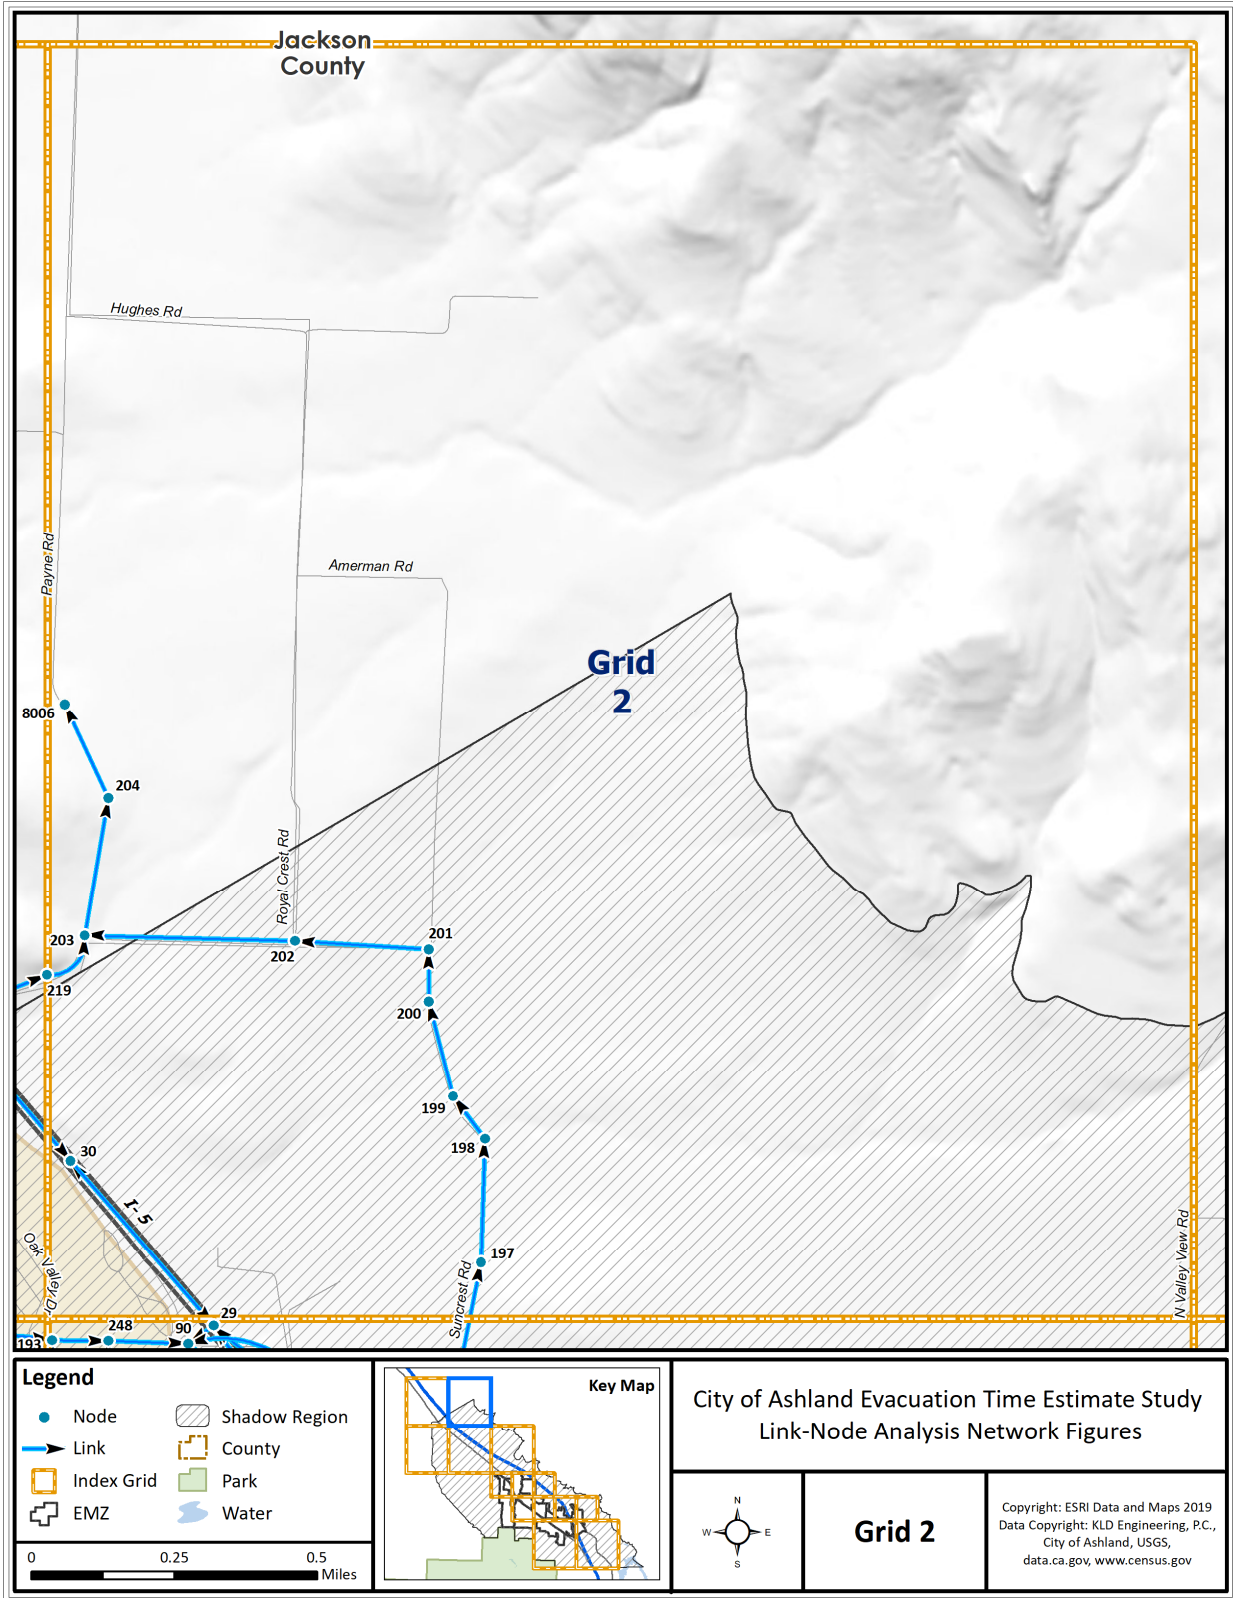 Jackson
County
Hughes Rd
Payne Rd
Amerman Rd
Grid
2
8006
204
Royal Crest Rd
203
202
201
219
200
199
198
30
I-5
197
Oak Valley Dr
Suncrest Rd
N Valley View Rd
29
248
90
193
Legend
Node
Link
Index Grid
EMZ
Shadow Region
County
Park
Water
0 0.25 0.5
Miles
Key Map
City of Ashland Evacuation Time Estimate Study
Link-Node Analysis Network Figures
N
W E
S
Grid 2
Copyright: ESRI Data and Maps 2019
Data Copyright: KLD Engineering, P.C.,
City of Ashland, USGS,
data.ca.gov, www.census.gov